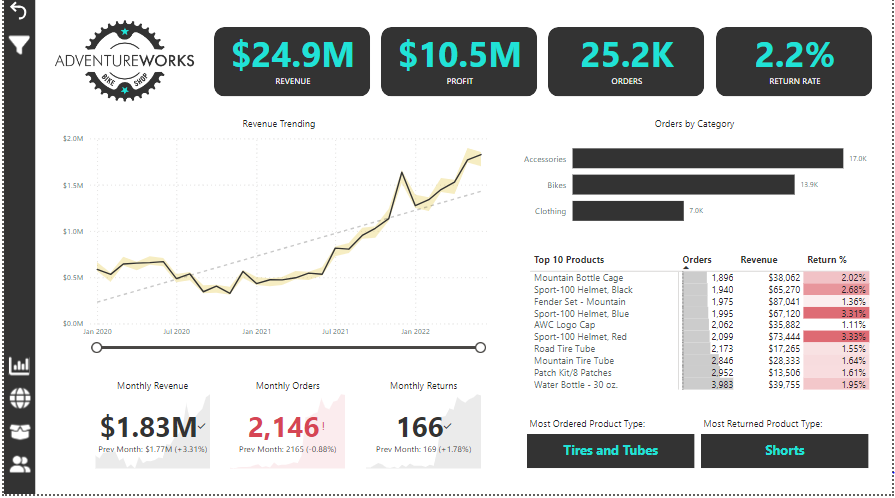 ADVENTUREWORKS
BIKE SHOP
$24.9M
REVENUE
$10.5M
PROFIT
25.2K
ORDERS
2.2%
RETURN RATE
Revenue Trending
$2.0M
$1.5M
$1.0M
$0.5M
$0.0M
Jan 2020 Jul 2020 Jan 2021 Jul 2021 Jan 2022
Orders by Category
Accessories 17.0K
Bikes 13.9K
Clothing 7.0K
Top 10 Products Orders Revenue Return %
Mountain Bottle Cage 1,896 $38,062 2.02%
Sport-100 Helmet, Black 1,940 $65,270 2.68%
Fender Set - Mountain 1,975 $87,041 1.36%
Sport-100 Helmet, Blue 1,995 $67,120 3.31%
AWC Logo Cap 2,062 $35,882 1.11%
Sport-100 Helmet, Red 2,099 $73,444 3.33%
Road Tire Tube 2,173 $17,265 1.55%
Mountain Tire Tube 2,846 $28,333 1.64%
Patch Kit/8 Patches 2,952 $13,506 1.61%
Water Bottle - 30 oz. 3,983 $39,755 1.95%
Monthly Revenue
$1.83M
Prev Month: $1.77M (+3.31%)
Monthly Orders
2,146!
Prev Month: 2165 (-0.88%)
Monthly Returns
166
Prev Month: 169 (+1.78%)
Most Ordered Product Type:
Tires and Tubes
Most Returned Product Type:
Shorts